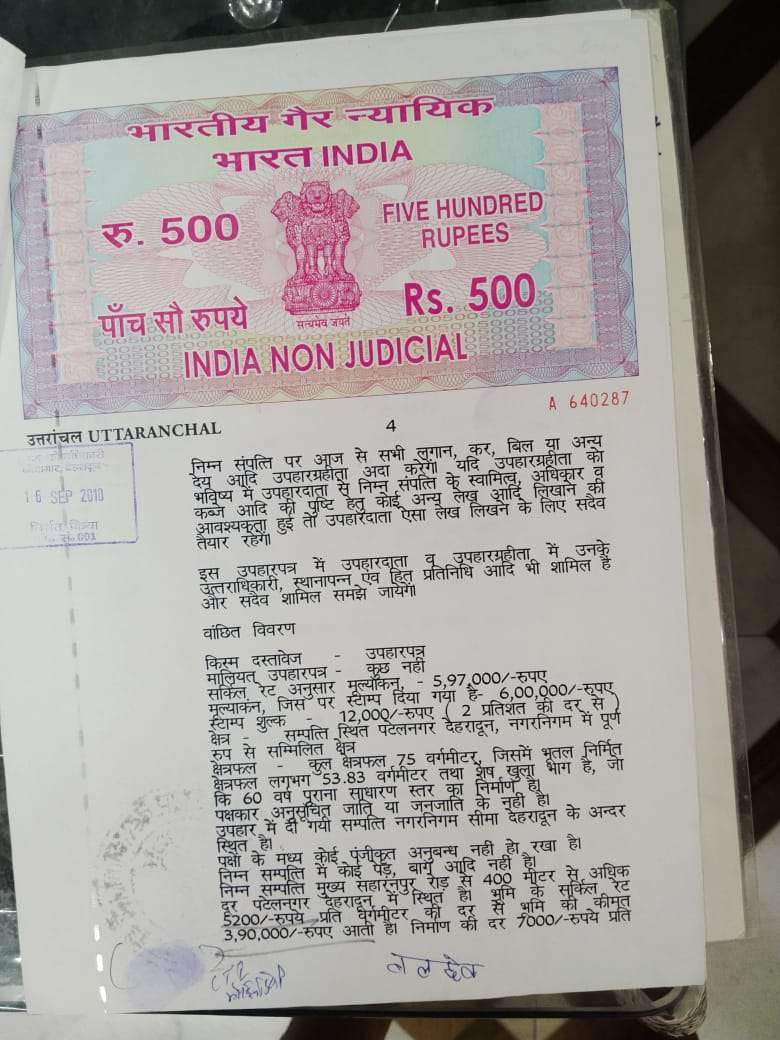 भारतीय गैर न्यायिक
भारत INDIA
रु. 500
FIVE HUNDRED
RUPEES
पाँच सौ रुपये
सत्यमेव जयते
Rs. 500
INDIA NON JUDICIAL
A 640287
उत्तरांचल UTTARANCHAL
4
16 SEP 2010
निम्न संपत्ति पर आज से सभी लगान, कर, बिल या अन्य
देय आदि उपहारग्रहीता अदा करेगी। यदि उपहारग्रहीता को
भविष्य में उपहारदाता से निम्न संपत्ति के स्वामित्व, अधिकार व
कब्जे आदि की पुष्टि हेतु कोई अन्य लेख आदि लिखाने की
आवश्यकता हुई तो उपहारदाता ऐसा लेख लिखने के लिए सदैव
तैयार रहेगी।
इस उपहारपत्र में उपहारदाता व उपहारग्रहीता में उनके
उत्तराधिकारी, स्थानापन्न एंव हित प्रतिनिधि आदि भी शामिल है
और सदैव शामिल समझे जायेगें।
वांछित विवरण
किस्म दस्तावेज - उपहारपत्र
मालियत उपहारपत्र - कुछ नही
सर्किल रेट अनुसार मूल्यॉकन, - 5,97,000/-रुपए
मूल्यांकन, जिस पर स्टाम्प दिया गया है- 6,00,000/-रुपए
स्टाम्प शुल्क - 12,000/-रुपए ( 2 प्रतिशत की दर से )
क्षेत्र - सम्पत्ति स्थित पटेलनगर देहरादून, नगरनिगम में पूर्ण
रुप से सम्मिलित क्षेत्र
क्षेत्रफल - कुल क्षेत्रफल 75 वर्गमीटर, जिसमें भूतल निर्मित
क्षेत्रफल लगभग 53.83 वर्गमीटर तथा शेष खुला भाग है, जो
कि 60 वर्ष पुराना साधारण स्तर का निर्माण है।
पक्षकार अनुसूचित जाति या जनजाति के नही है।
उपहार में दी गयी सम्पत्ति नगरनिगम सीमा देहरादून के अन्दर
स्थित है।
पक्षों के मध्य कोई पंजीकृत अनुबन्ध नही हो रखा है।
निम्न सम्पत्ति में कोई पेड़, बाग आदि नही है।
निम्न सम्पत्ति मुख्य सहारनपुर रोड़ से 400 मीटर से अधिक
दूर पटेलनगर देहरादून में स्थित है। भूमि के सर्किल रेट
5200/-रुपये प्रति वर्गमीटर की दर से भूमि की कीमत
3,90,000/-रुपए आती है। निर्माण की दर 7000/-रुपये प्रति